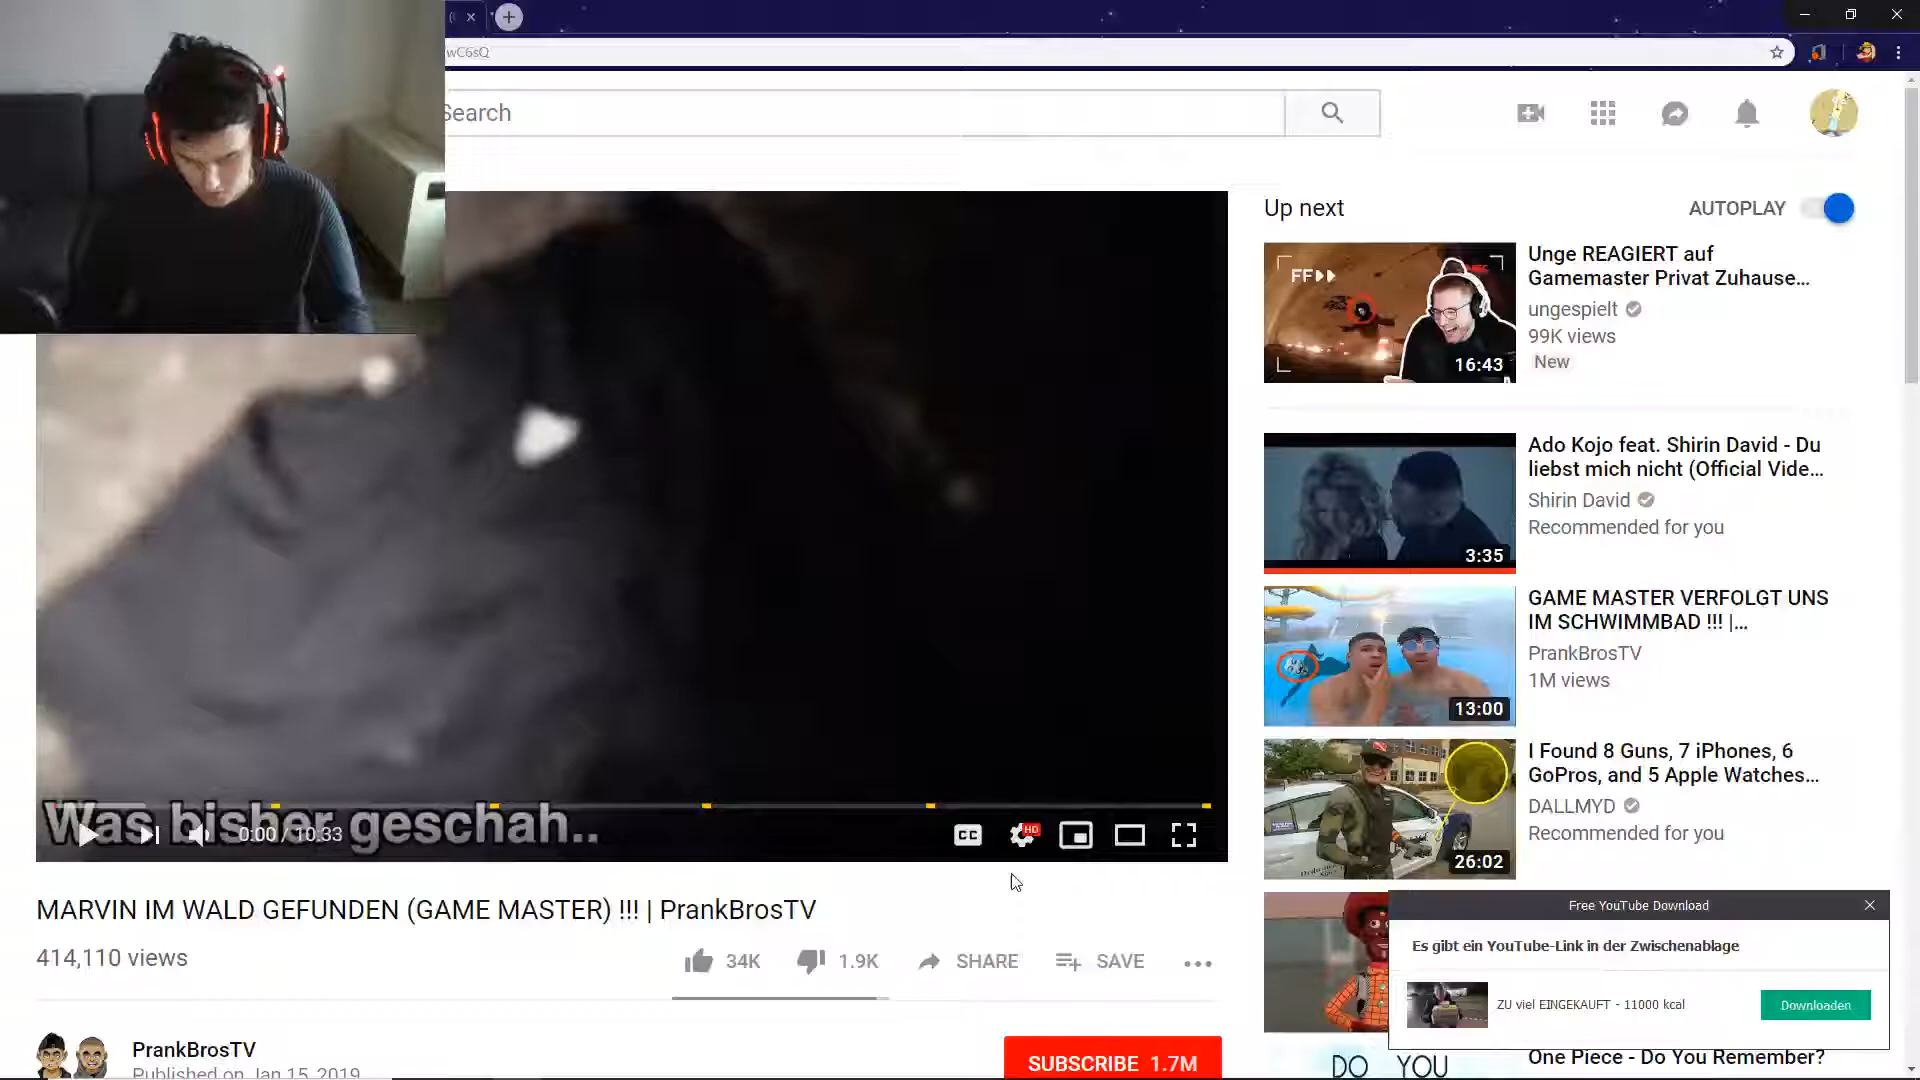 wC6sQ
Search
Up next
AUTOPLAY
FF
16:43
Unge REAGIERT auf
Gamemaster Privat Zuhause...
ungespielt
99K views
New
3:35
Ado Kojo feat. Shirin David - Du
liebst mich nicht (Official Vide...
Shirin David
Recommended for you
13:00
GAME MASTER VERFOLGT UNS
IM SCHWIMMBAD !!! |...
PrankBrosTV
1M views
26:02
I Found 8 Guns, 7 iPhones, 6
GoPros, and 5 Apple Watches...
DALLMYD
Recommended for you
Was bisher geschah..
0:00 / 10:33
CC
HD
MARVIN IM WALD GEFUNDEN (GAME MASTER) !!! | PrankBrosTV
414,110 views
34K
1.9K
SHARE
SAVE
PrankBrosTV
Published on Jan 15, 2019
SUBSCRIBE 1.7M
Free YouTube Download
Es gibt ein YouTube-Link in der Zwischenablage
ZU viel EINGEKAUFT - 11000 kcal
Downloaden
DO YOU
One Piece - Do You Remember?